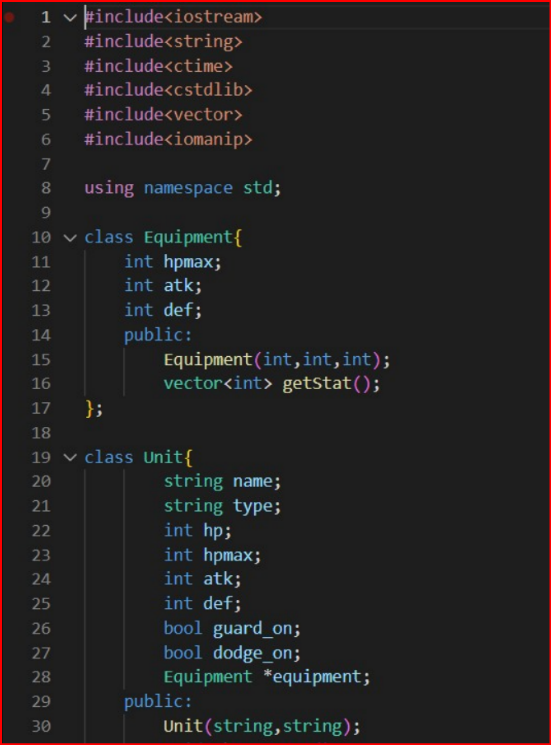 1 #include<iostream>
2 #include<string>
3 #include<ctime>
4 #include<cstdlib>
5 #include<vector>
6 #include<iomanip>
7
8 using namespace std;
9
10 class Equipment{
11 int hpmax;
12 int atk;
13 int def;
14 public:
15 Equipment(int,int,int);
16 vector<int> getStat();
17 };
18
19 class Unit{
20 string name;
21 string type;
22 int hp;
23 int hpmax;
24 int atk;
25 int def;
26 bool guard_on;
27 bool dodge_on;
28 Equipment *equipment;
29 public:
30 Unit(string,string);